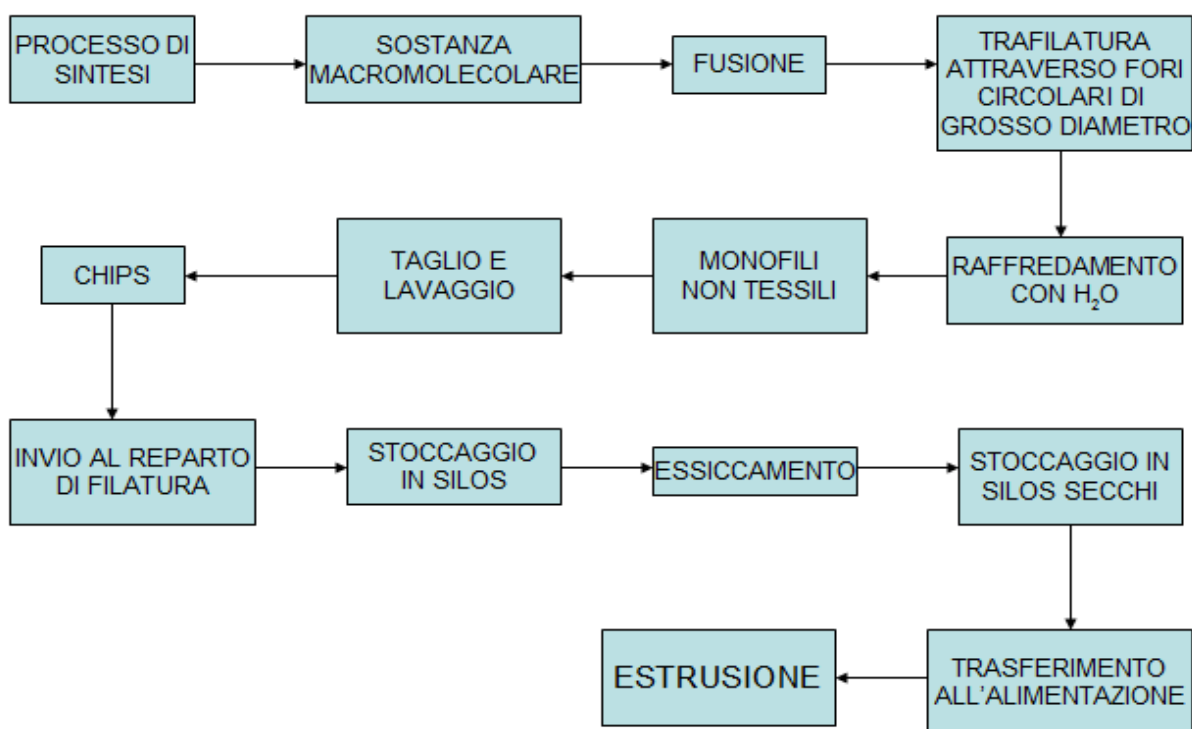 PROCESSO DI
SINTESI
SOSTANZA
MACROMOLECOLARE
FUSIONE
TRAFILATURA
ATTRAVERSO FORI
CIRCOLARI DI
GROSSO DIAMETRO
RAFFREDAMENTO
CON H₂O
MONOFILI
NON TESSILI
TAGLIO E
LAVAGGIO
CHIPS
INVIO AL REPARTO
DI FILATURA
STOCCAGGIO
IN SILOS
ESSICCAMENTO
STOCCAGGIO IN
SILOS SECCHI
TRASFERIMENTO
ALL'ALIMENTAZIONE
ESTRUSIONE